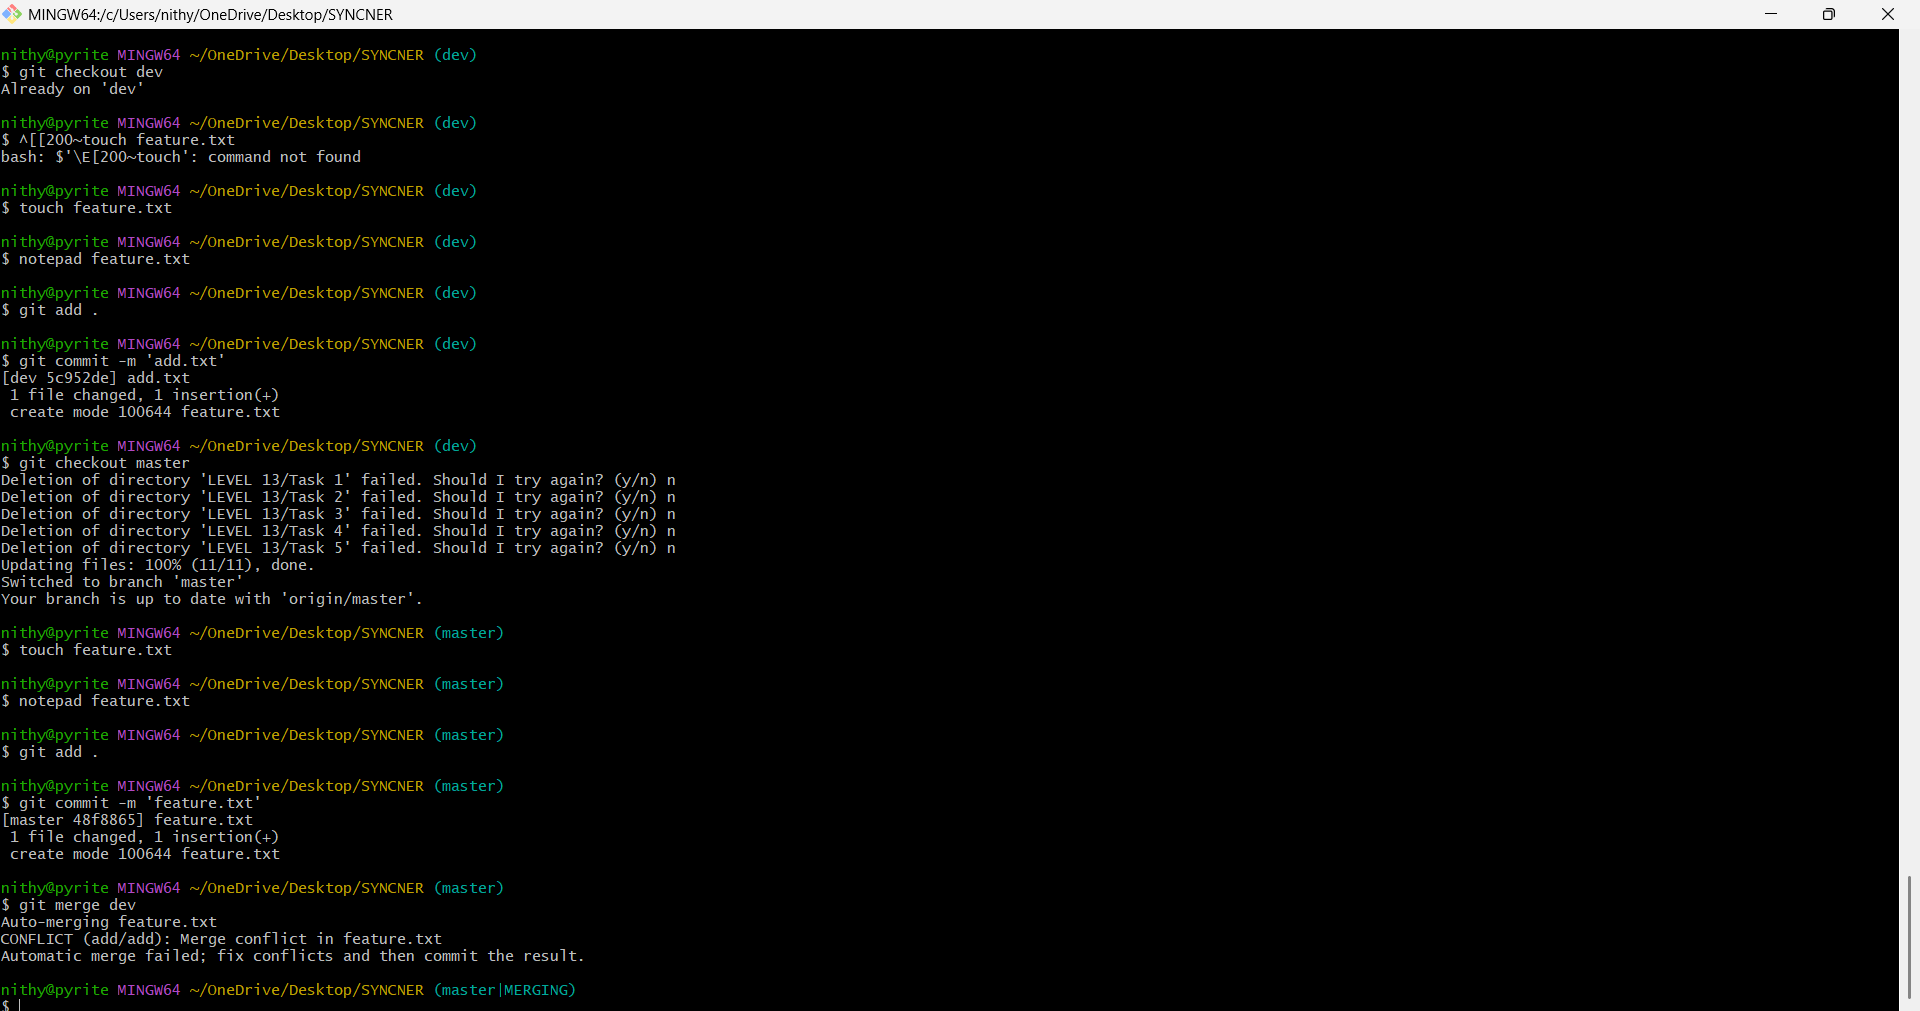 MINGW64:/c/Users/nithy/OneDrive/Desktop/SYNCNER
nithy@pyrite MINGW64 ~/OneDrive/Desktop/SYNCNER (dev)
$ git checkout dev
Already on 'dev'
nithy@pyrite MINGW64 ~/OneDrive/Desktop/SYNCNER (dev)
$ ^[[200~touch feature.txt
bash: $'\E[200~touch': command not found
nithy@pyrite MINGW64 ~/OneDrive/Desktop/SYNCNER (dev)
$ touch feature.txt
nithy@pyrite MINGW64 ~/OneDrive/Desktop/SYNCNER (dev)
$ notepad feature.txt
nithy@pyrite MINGW64 ~/OneDrive/Desktop/SYNCNER (dev)
$ git add .
nithy@pyrite MINGW64 ~/OneDrive/Desktop/SYNCNER (dev)
$ git commit -m 'add.txt'
[dev 5c952de] add.txt
 1 file changed, 1 insertion(+)
 create mode 100644 feature.txt
nithy@pyrite MINGW64 ~/OneDrive/Desktop/SYNCNER (dev)
$ git checkout master
Deletion of directory 'LEVEL 13/Task 1' failed. Should I try again? (y/n) n
Deletion of directory 'LEVEL 13/Task 2' failed. Should I try again? (y/n) n
Deletion of directory 'LEVEL 13/Task 3' failed. Should I try again? (y/n) n
Deletion of directory 'LEVEL 13/Task 4' failed. Should I try again? (y/n) n
Deletion of directory 'LEVEL 13/Task 5' failed. Should I try again? (y/n) n
Updating files: 100% (11/11), done.
Switched to branch 'master'
Your branch is up to date with 'origin/master'.
nithy@pyrite MINGW64 ~/OneDrive/Desktop/SYNCNER (master)
$ touch feature.txt
nithy@pyrite MINGW64 ~/OneDrive/Desktop/SYNCNER (master)
$ notepad feature.txt
nithy@pyrite MINGW64 ~/OneDrive/Desktop/SYNCNER (master)
$ git add .
nithy@pyrite MINGW64 ~/OneDrive/Desktop/SYNCNER (master)
$ git commit -m 'feature.txt'
[master 48f8865] feature.txt
 1 file changed, 1 insertion(+)
 create mode 100644 feature.txt
nithy@pyrite MINGW64 ~/OneDrive/Desktop/SYNCNER (master)
$ git merge dev
Auto-merging feature.txt
CONFLICT (add/add): Merge conflict in feature.txt
Automatic merge failed; fix conflicts and then commit the result.
nithy@pyrite MINGW64 ~/OneDrive/Desktop/SYNCNER (master|MERGING)
$